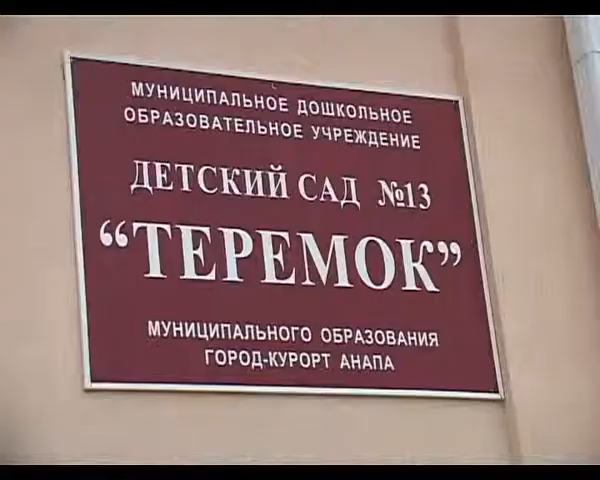 МУНИЦИПАЛЬНОЕ ДОШКОЛЬНОЕ
ОБРАЗОВАТЕЛЬНОЕ УЧРЕЖДЕНИЕ
ДЕТСКИЙ САД №13
“ТЕРЕМОК”
МУНИЦИПАЛЬНОГО ОБРАЗОВАНИЯ
ГОРОД-КУРОРТ АНАПА